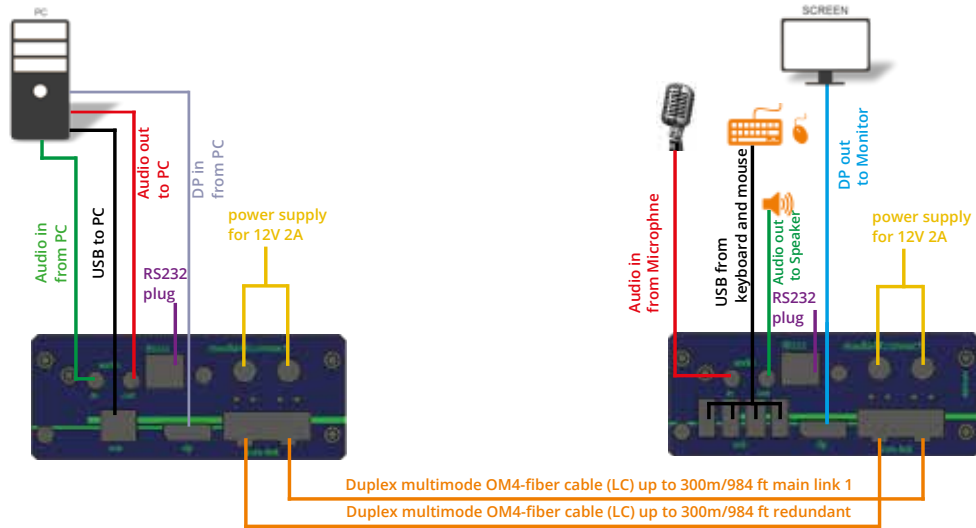 PC
SCREEN
Audio in
from PC
USB to PC
Audio out
to PC
DP in
from PC
RS232
plug
power supply
for 12V 2A
Audio in
from Microphne
USB from
keyboard and mouse
Audio out
to Speaker
DP out
to Monitor
RS232
plug
power supply
for 12V 2A
Duplex multimode OM4-fiber cable (LC) up to 300m/984 ft main link 1
Duplex multimode OM4-fiber cable (LC) up to 300m/984 ft redundant